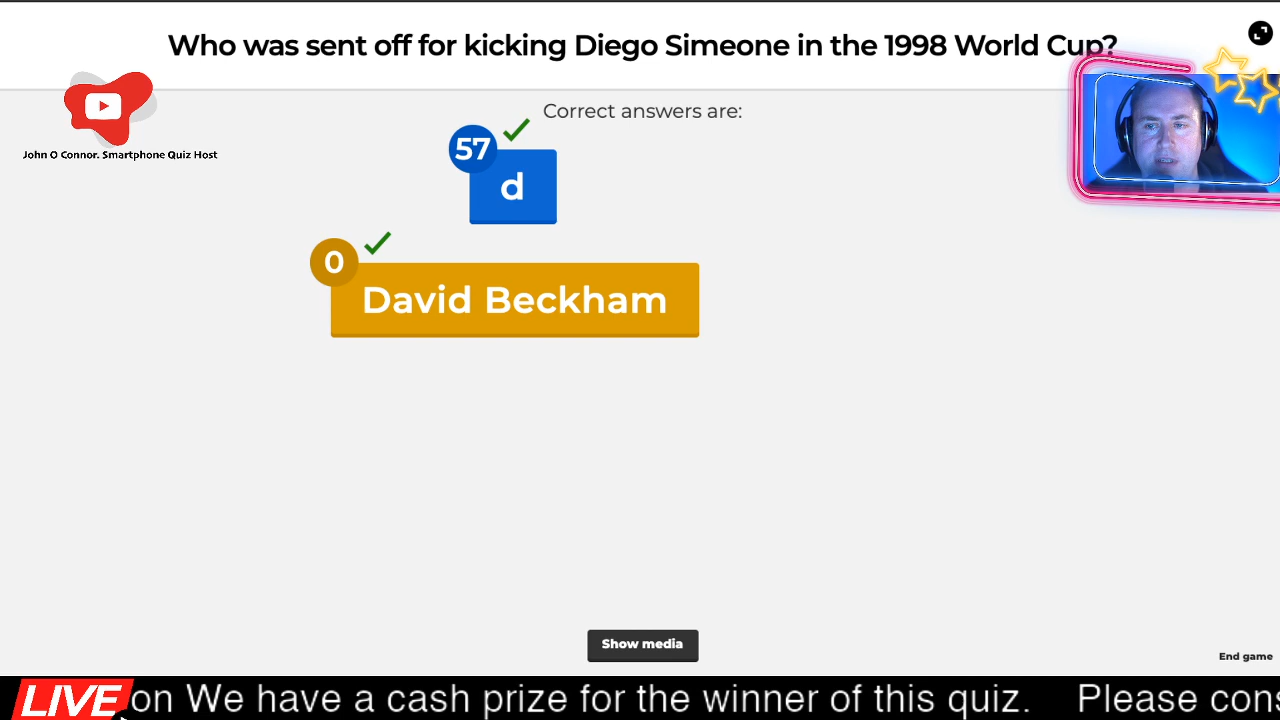 Who was sent off for kicking Diego Simeone in the 1998 World Cup?
John O Connor. Smartphone Quiz Host
Correct answers are:
57
d
0
David Beckham
Show media
End game
LIVE on We have a cash prize for the winner of this quiz. Please cons